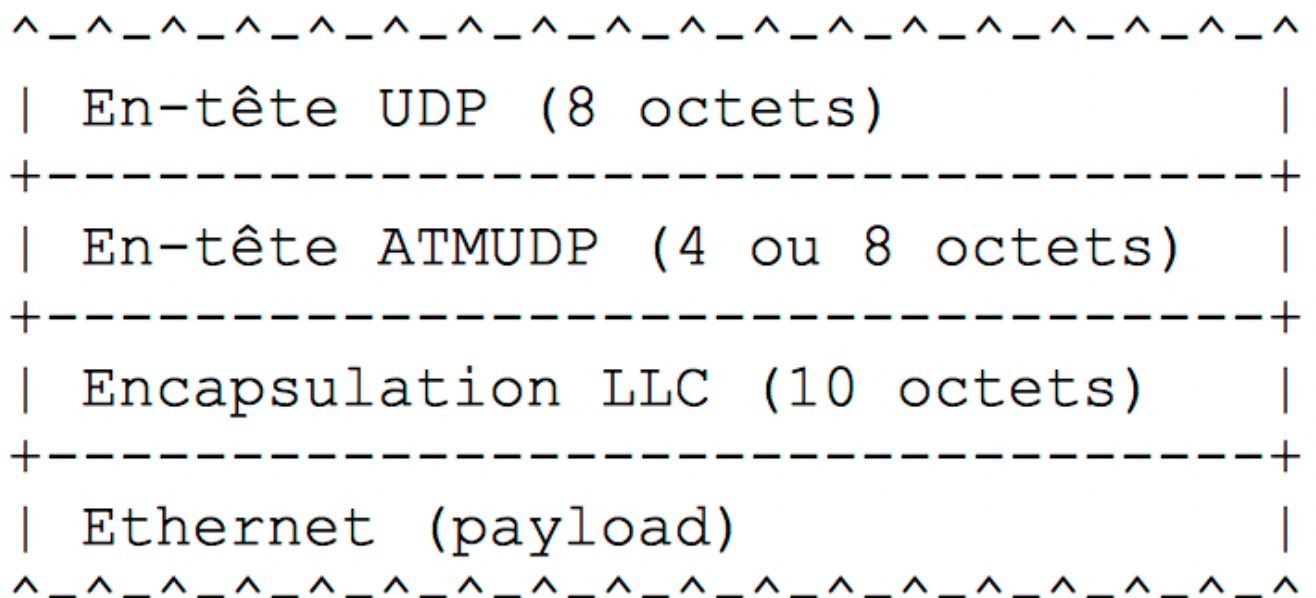 ^-^-^-^-^-^-^-^-^-^-^-^-^-^-^-^-^-^
| En-tête UDP (8 octets)           |
+----------------------------------+
| En-tête ATMUDP (4 ou 8 octets)   |
+----------------------------------+
| Encapsulation LLC (10 octets)    |
+----------------------------------+
| Ethernet (payload)               |
^-^-^-^-^-^-^-^-^-^-^-^-^-^-^-^-^-^